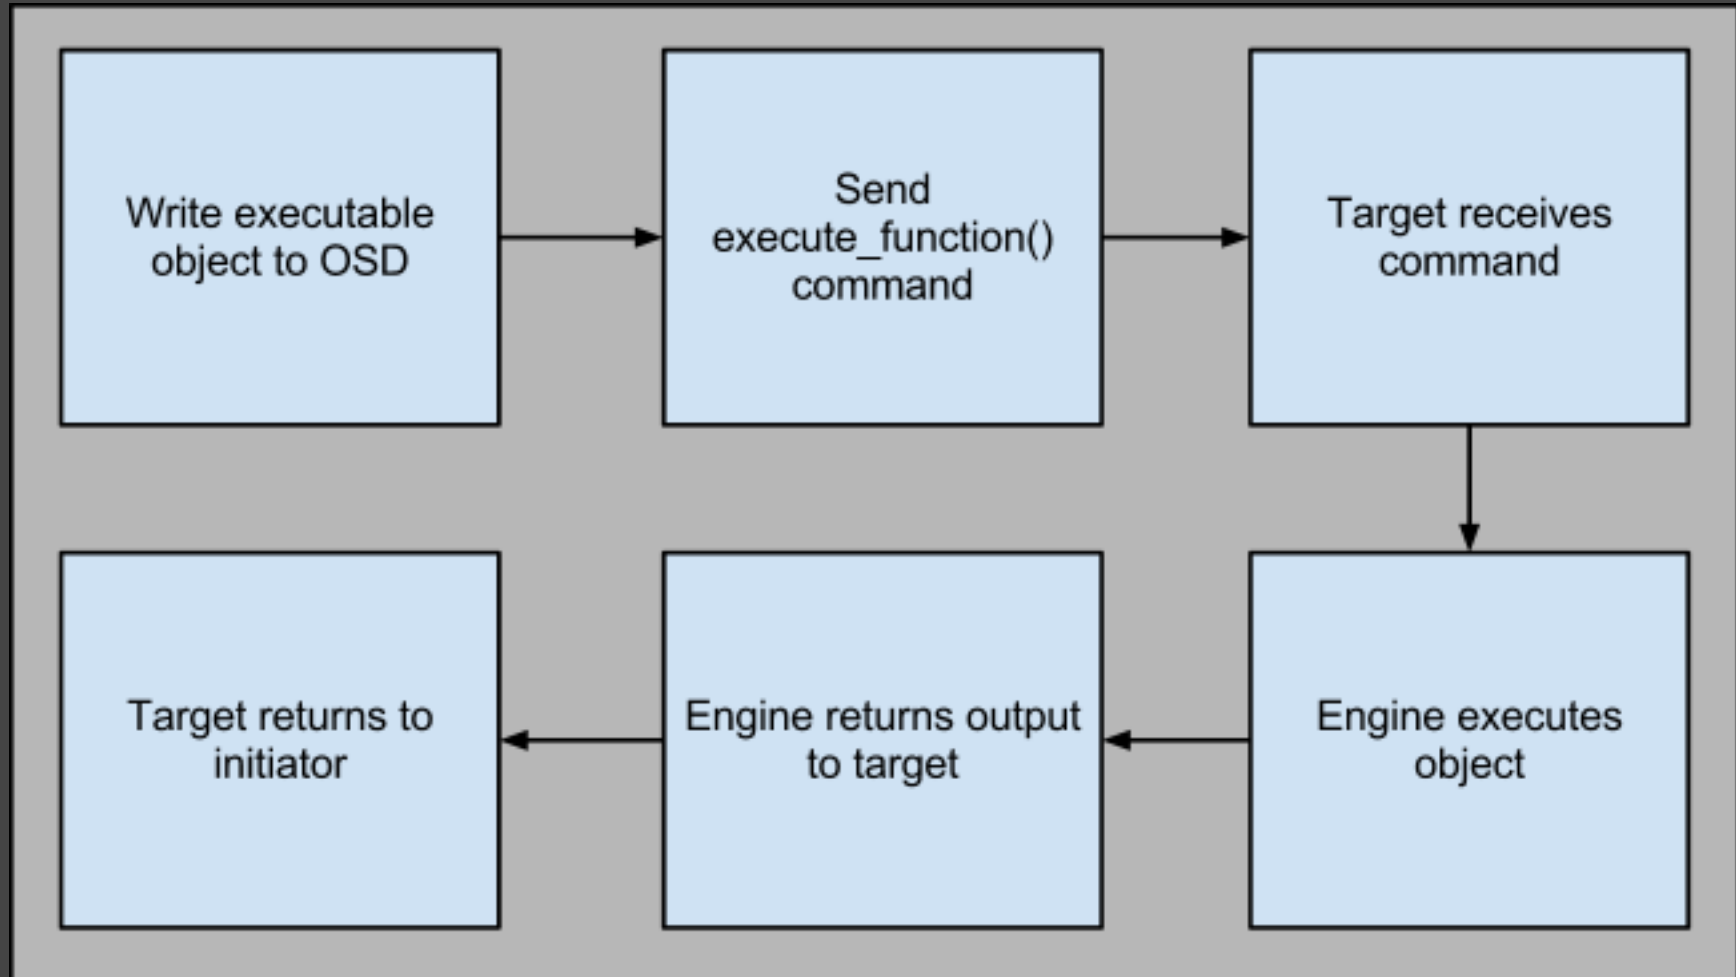 Write executable
object to OSD
Send
execute_function()
command
Target receives
command
Engine executes
object
Engine returns output
to target
Target returns to
initiator